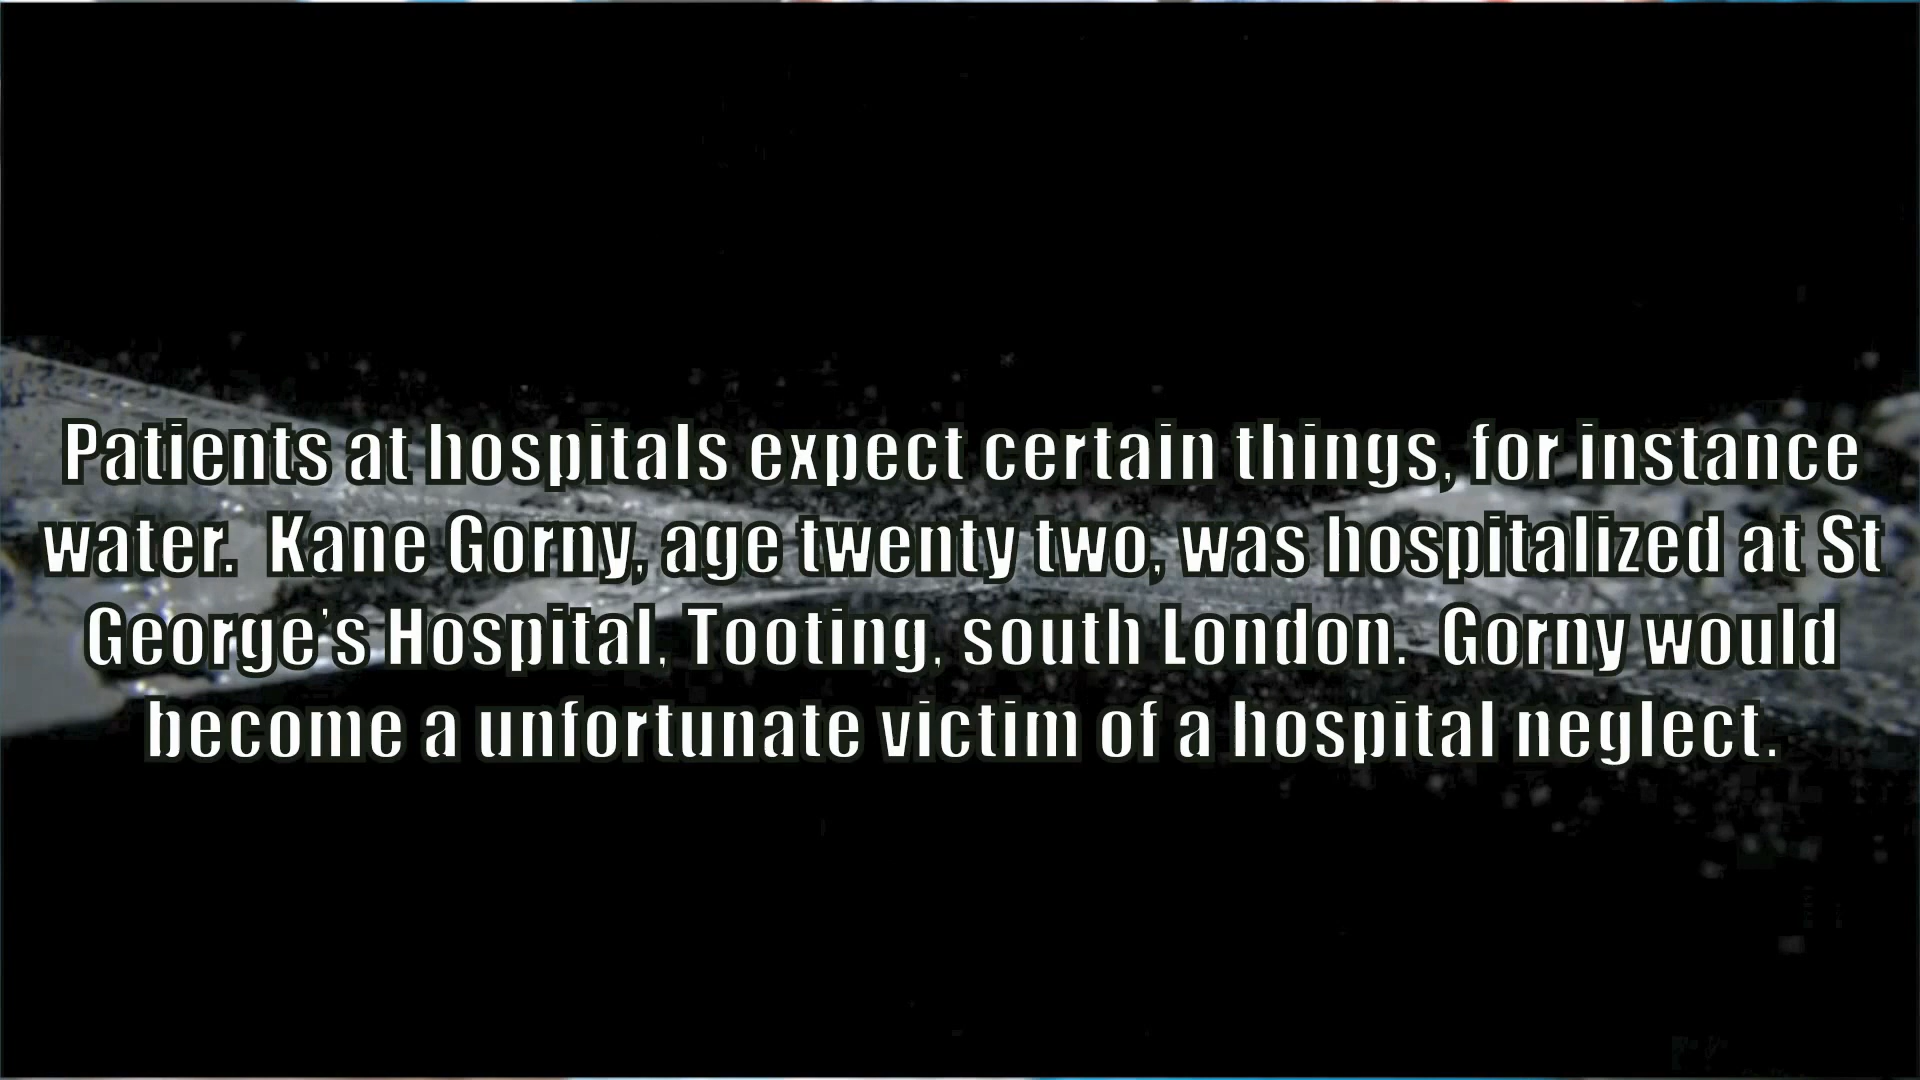 Patients at hospitals expect certain things, for instance
water.  Kane Gorny, age twenty two, was hospitalized at St
George's Hospital, Tooting, south London.  Gorny would
become a unfortunate victim of a hospital neglect.